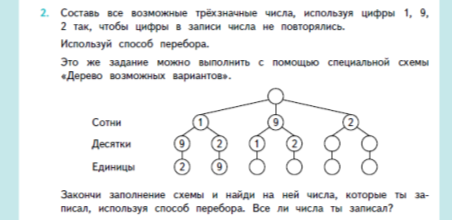 2. Составь все возможные трёхзначные числа, используя цифры 1, 9,
2 так, чтобы цифры в записи числа не повторялись.
Используй способ перебора.
Это же задание можно выполнить с помощью специальной схемы
«Дерево возможных вариантов».
Сотни 1 9 2
Десятки 9 2 1 2
Единицы 2 9
Закончи заполнение схемы и найди на ней числа, которые ты за-
писал, используя способ перебора. Все ли числа ты записал?